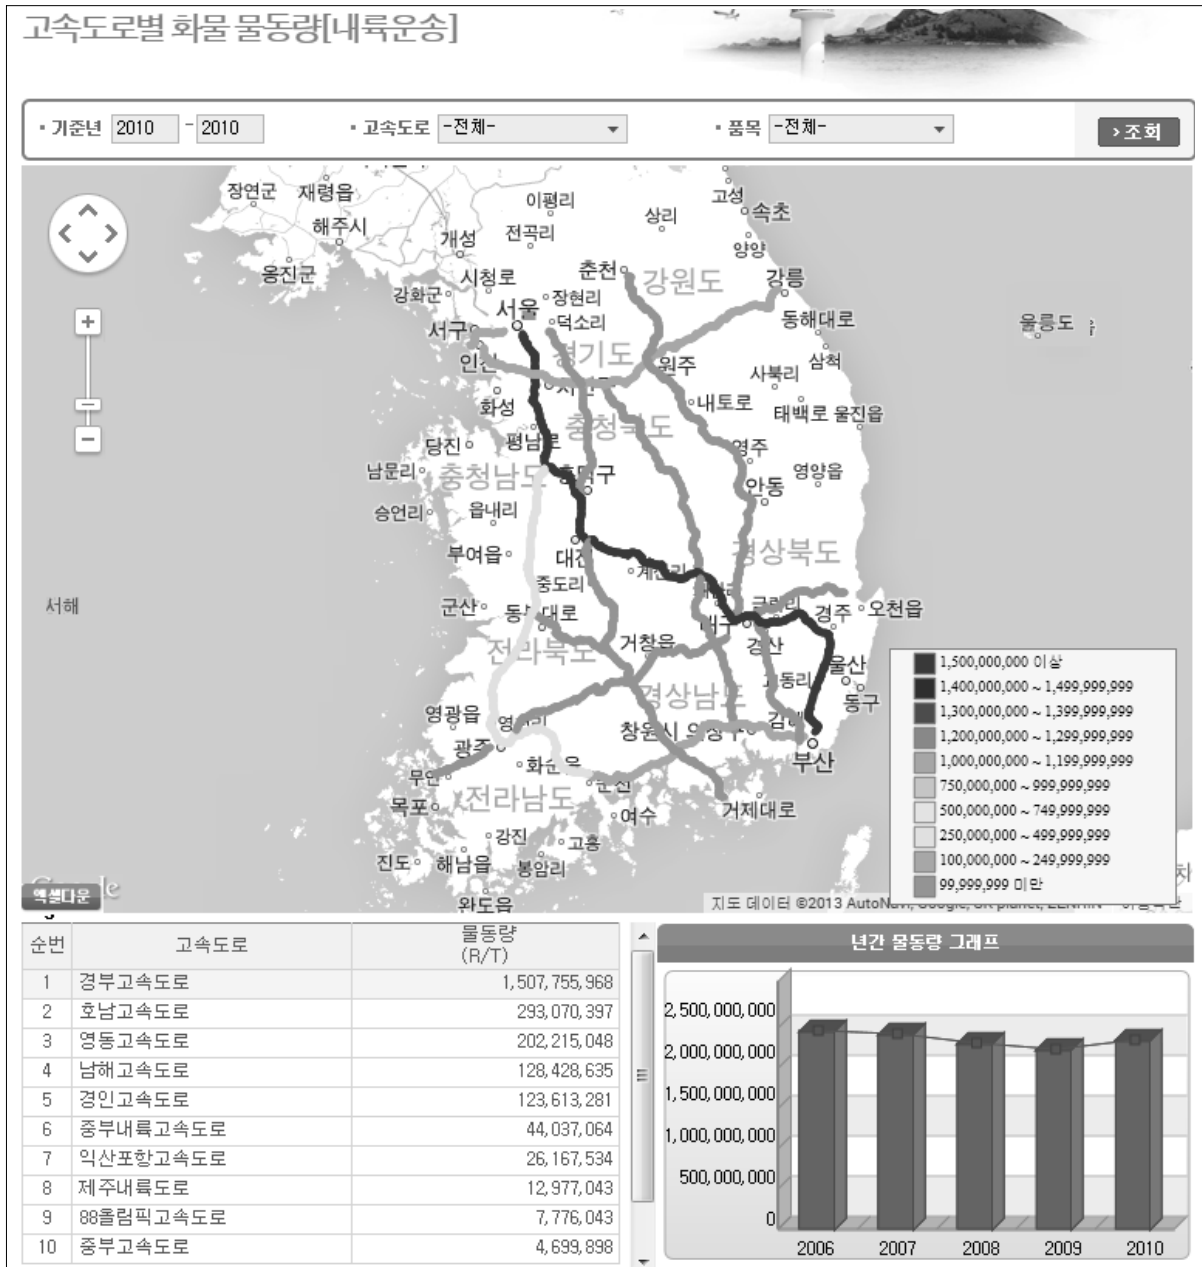 고속도로별 화물 물동량[내륙운송]
기준년 2010 - 2010 고속도로 -전체- 품목 -전체- > 조회
장연군 재령읍 이평리 고성 속초
해주시 전곡리 상리
개성 양양
옹진군 시청로 춘천 강원도 강릉
강화군 장현리
서울 덕소리 동해대로 울릉도
서구
인천 경기도 원주 삼척
사북리
화성 내토로 태백로 울진읍
평남로 충청북도
당진 영주
남문리 충청남도 흥덕구 영양읍
안동
승언리 읍내리
부여읍 대전 경상북도
계산리
중도리
서해 군산 경주 오천읍
대구
전라북도 거창읍 경산
울산
경상남도 고동리
동구
영광읍 창원시 의창구 김해
광주
부산
무안 화순읍 순천
목포 전라남도 거제대로
여수
강진 고흥
진도 해남읍 봉암리
완도읍
1,500,000,000 이상
1,400,000,000 ~ 1,499,999,999
1,300,000,000 ~ 1,399,999,999
1,200,000,000 ~ 1,299,999,999
1,000,000,000 ~ 1,199,999,999
750,000,000 ~ 999,999,999
500,000,000 ~ 749,999,999
250,000,000 ~ 499,999,999
100,000,000 ~ 249,999,999
99,999,999 미만
엑셀다운
지도 데이터 ©2013 AutoNavi, Google, SK planet, ZENRIN
순번 고속도로 물동량
(R/T)
1 경부고속도로 1,507,755,968
2 호남고속도로 293,070,397
3 영동고속도로 202,215,048
4 남해고속도로 128,428,635
5 경인고속도로 123,613,281
6 중부내륙고속도로 44,037,064
7 익산포항고속도로 26,167,534
8 제주내륙도로 12,977,043
9 88올림픽고속도로 7,776,043
10 중부고속도로 4,699,898
년간 물동량 그래프
2,500,000,000
2,000,000,000
1,500,000,000
1,000,000,000
500,000,000
0
2006 2007 2008 2009 2010